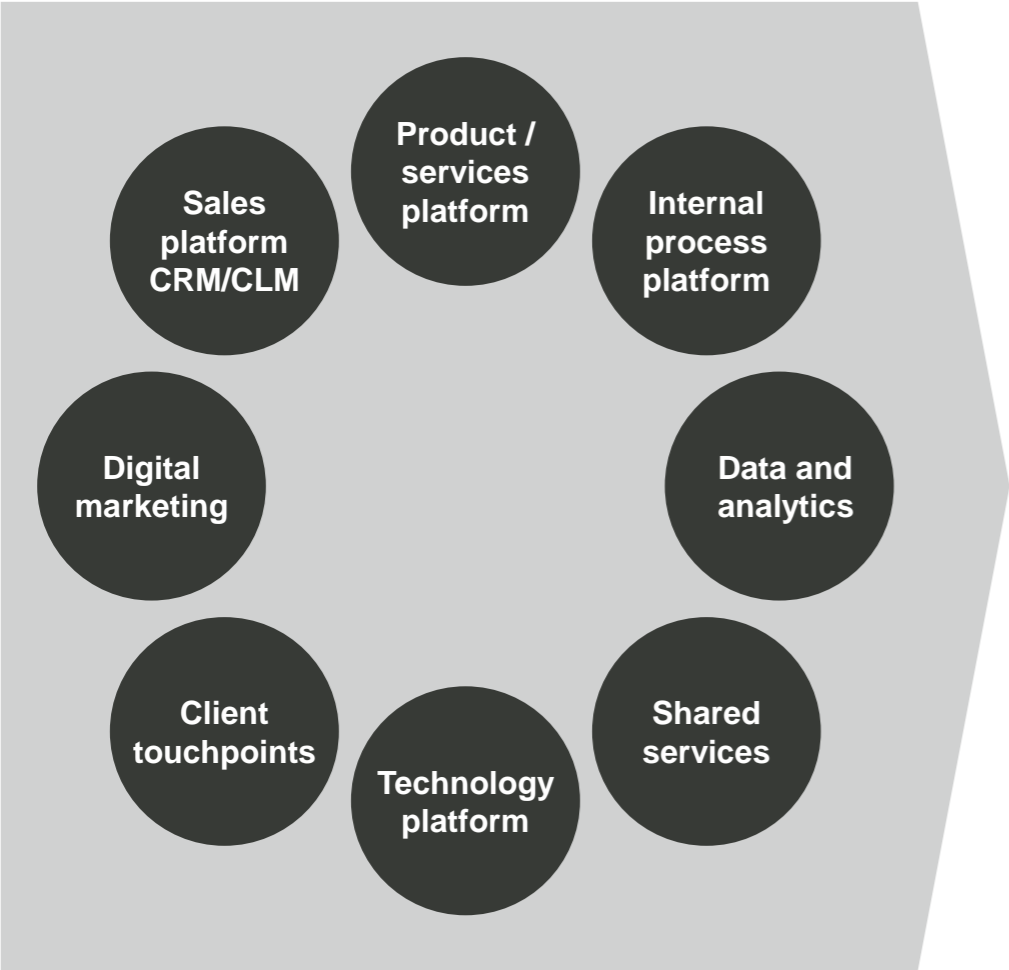 Product /
services
platform
Sales
platform
CRM/CLM
Internal
process
platform
Digital
marketing
Data and
analytics
Client
touchpoints
Shared
services
Technology
platform